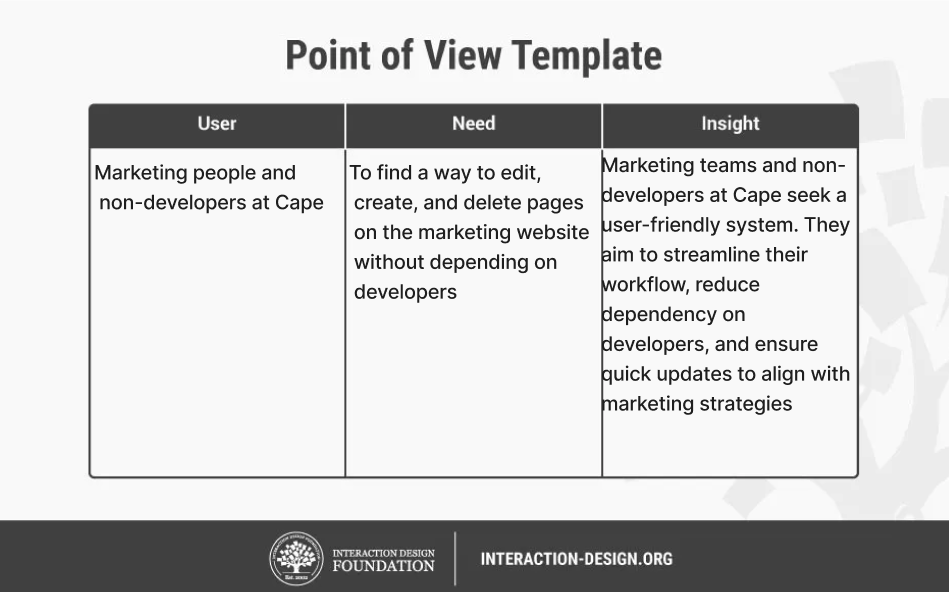 Point of View Template
User
Need
Insight
Marketing people and
non-developers at Cape
To find a way to edit,
create, and delete pages
on the marketing website
without depending on
developers
Marketing teams and non-
developers at Cape seek a
user-friendly system. They
aim to streamline their
workflow, reduce
dependency on
developers, and ensure
quick updates to align with
marketing strategies
INTERACTION DESIGN
FOUNDATION
INTERACTION-DESIGN.ORG
INTERACTION DESIGN FOUNDATION
Est. 2002